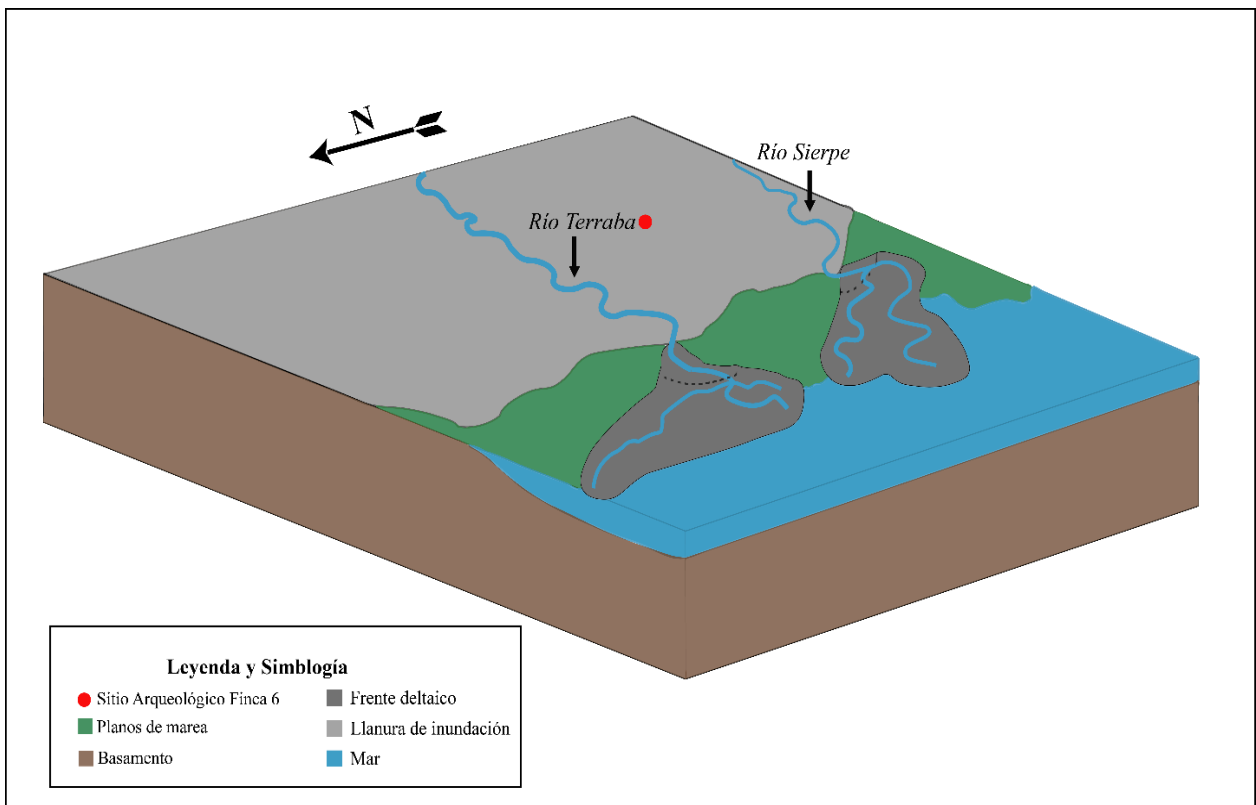 N
Río Sierpe
Río Terraba
Leyenda y Simblogía
Sitio Arqueológico Finca 6
Frente deltaico
Planos de marea
Llanura de inundación
Basamento
Mar